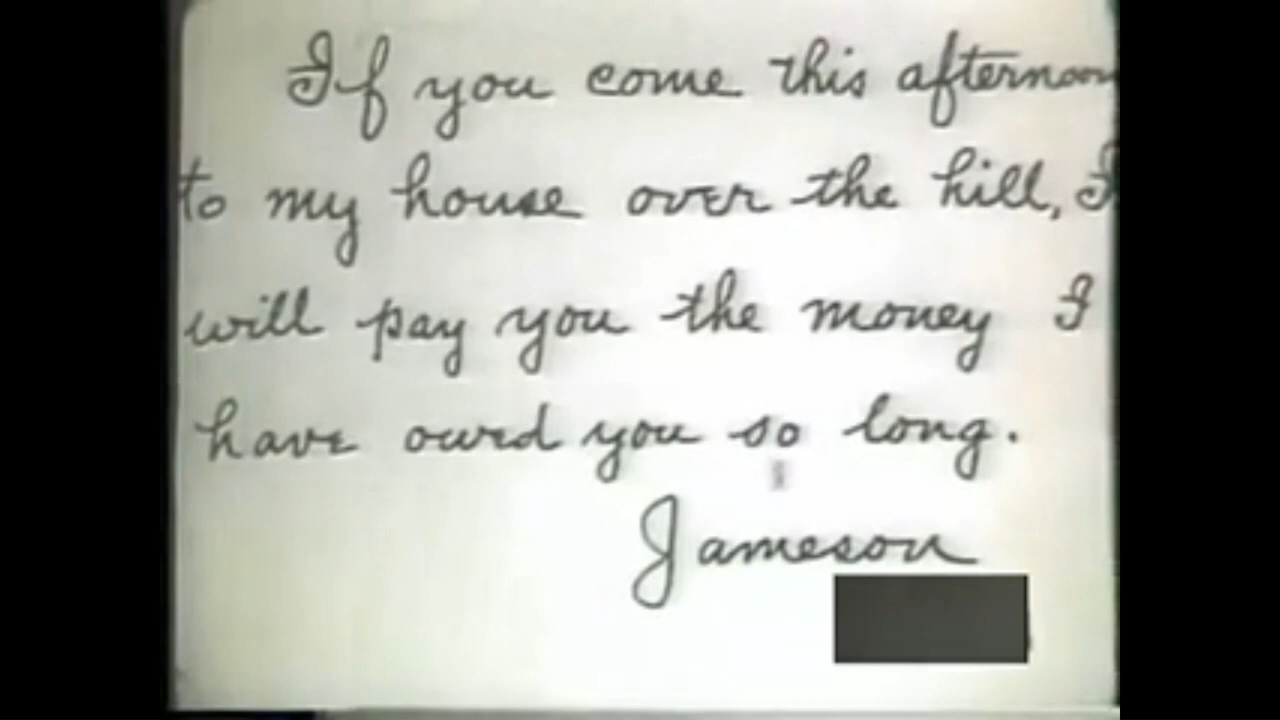 If you come this afternoon
to my house over the hill, I
will pay you the money I
have owed you so long.
Jameson